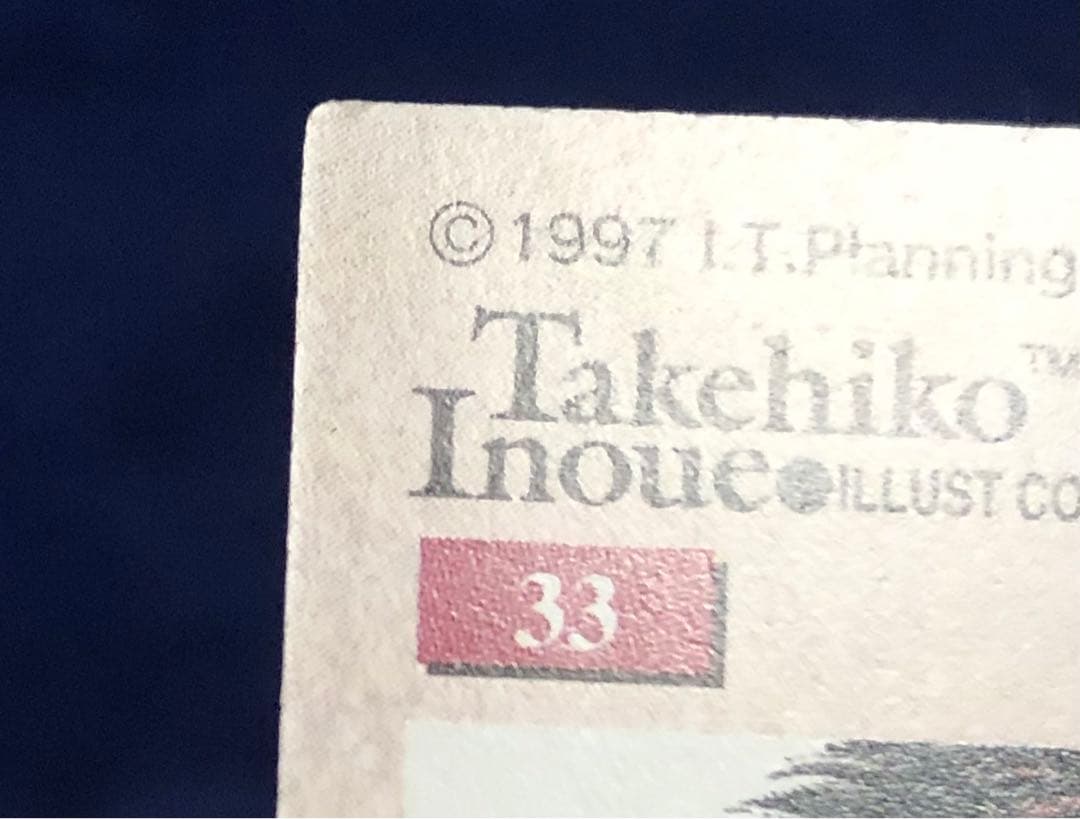 ©1997 I.T.Planning
Takehiko™
Inoue●ILLUST CO
33